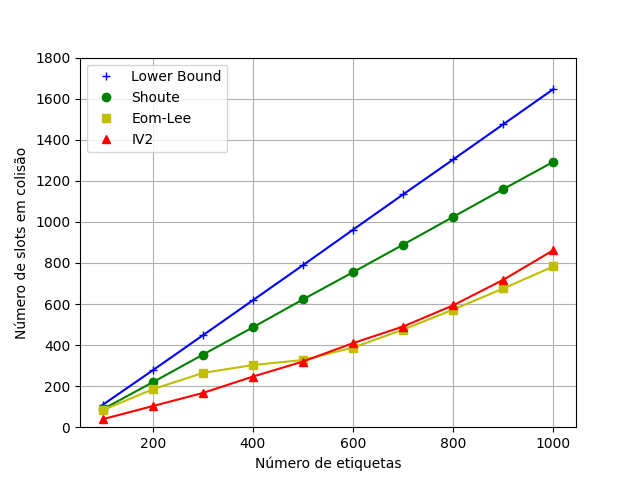 1800
1600
1400
1200
1000
800
600
400
200
0
Número de slots em colisão
Lower Bound
Shoute
Eom-Lee
IV2
200
400
600
800
1000
Número de etiquetas